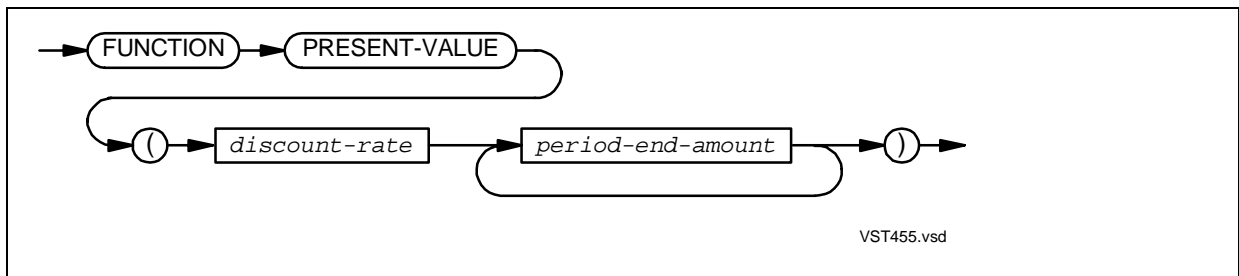 FUNCTION PRESENT-VALUE
( discount-rate period-end-amount )
VST455.vsd